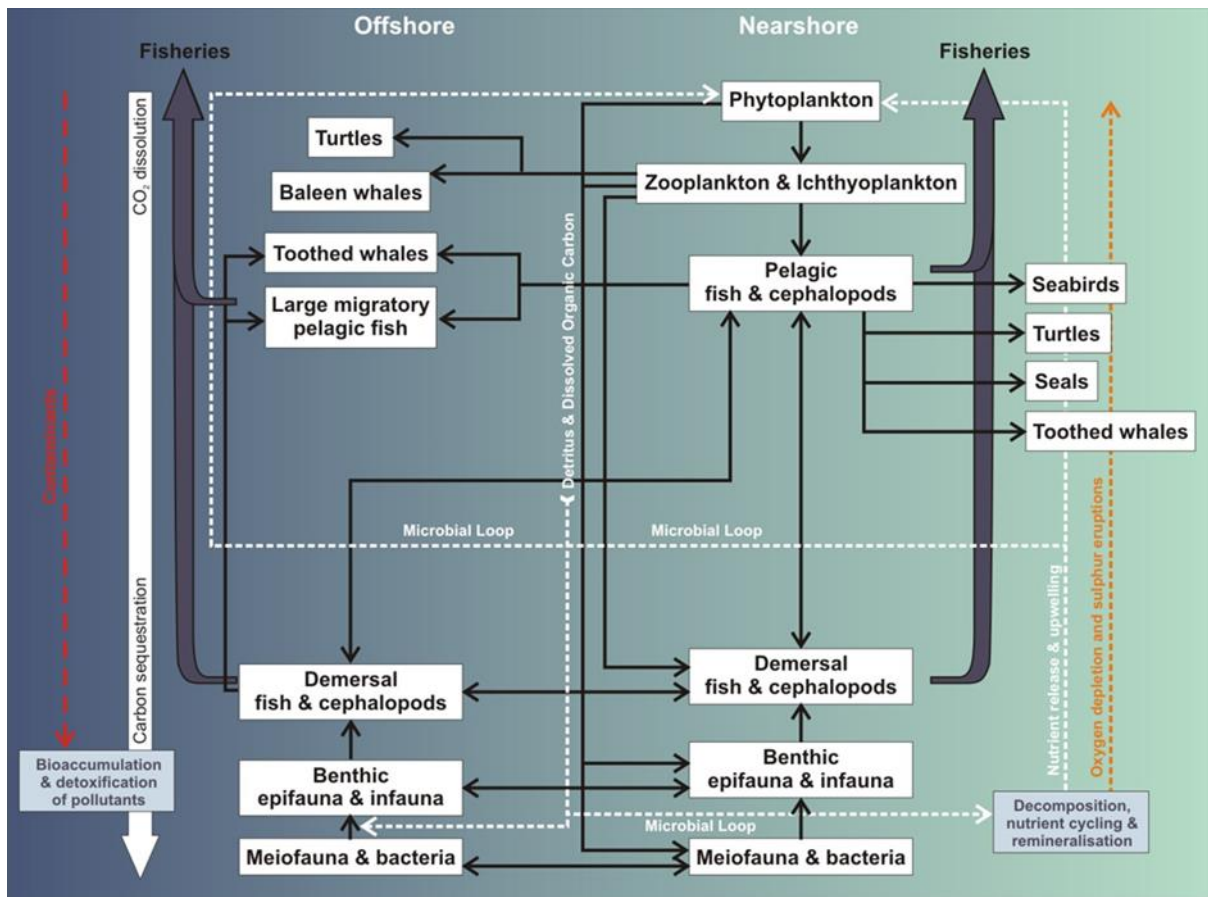 Offshore
Nearshore
Fisheries
Fisheries
Phytoplankton
Turtles
Zooplankton & Ichthyoplankton
Baleen whales
Toothed whales
Large migratory
pelagic fish
Pelagic
fish & cephalopods
Seabirds
Turtles
Seals
Toothed whales
CO₂ dissolution
Carbon sequestration
Contaminants
Detritus & Dissolved Organic Carbon
Microbial Loop
Microbial Loop
Nutrient release & upwelling
Oxygen depletion and sulphur eruptions
Demersal
fish & cephalopods
Demersal
fish & cephalopods
Bioaccumulation
& detoxification
of pollutants
Benthic
epifauna & infauna
Benthic
epifauna & infauna
Decomposition,
nutrient cycling &
remineralisation
Microbial Loop
Meiofauna & bacteria
Meiofauna & bacteria